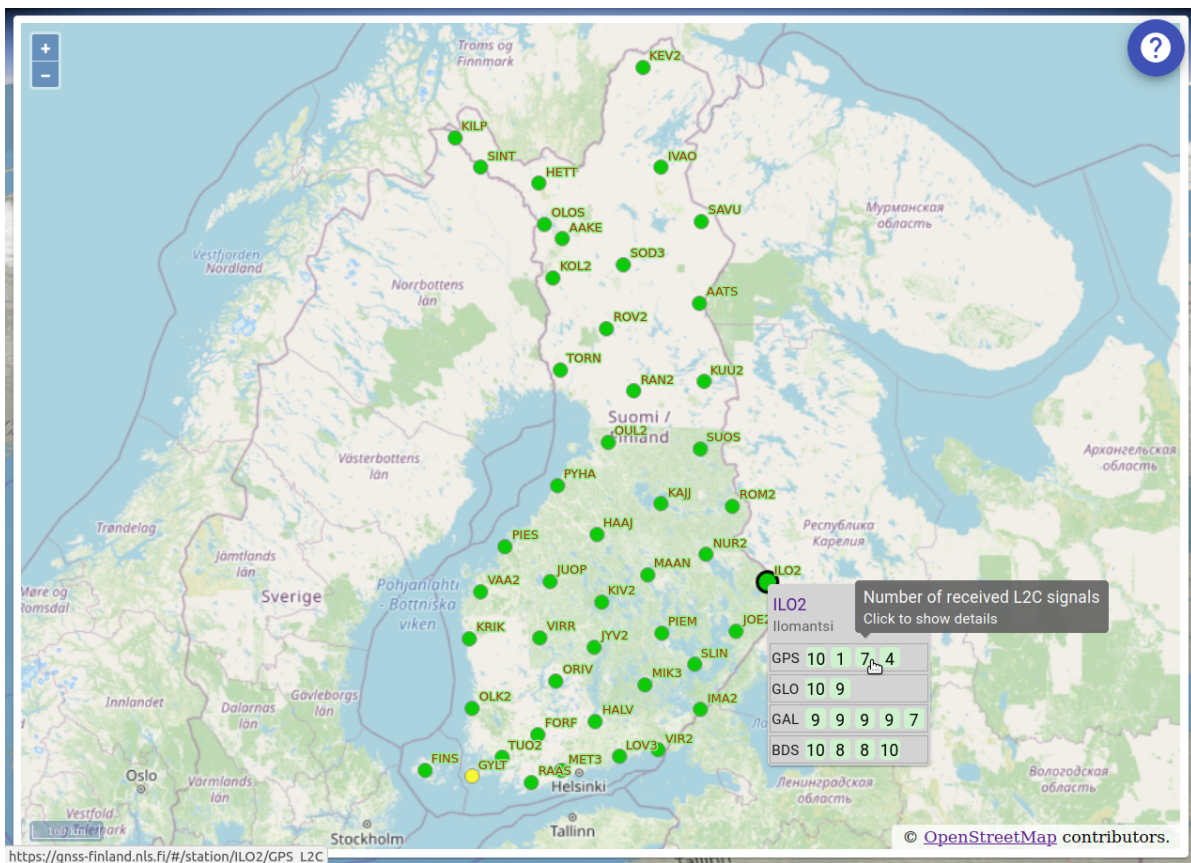 +
−
?
Troms og
Finnmark
KEV2
KILP
SINT
HETT
IVAO
OLOS
AAKE
SAVU
Мурманская
область
Vestfjorden
Nordland
SOD3
KOL2
Norrbottens
län
AATS
ROV2
TORN
RAN2
KUU2
Suomi /
Finland
OUL2
SUOS
Västerbottens
län
Архангельская
область
PYHA
KAJJ
ROM2
Trøndelag
HAAJ
Республика
Карелия
PIES
NUR2
Jämtlands
län
JUOP
MAAN
ILO2
Møre og
Romsdal
Sverige
Pohjanlahti
- Bottniska
viken
VAA2
KIV2
ILO2
Ilomantsi
Number of received L2C signals
Click to show details
KRIK
VIRR
PIEM
JOE2
JYV2
GPS 10 1 7 4
SLIN
ORIV
MIK3
GLO 10 9
Innlandet
Dalarnas
län
Gävleborgs
län
OLK2
HALV
IMA2
GAL 9 9 9 9 7
FORF
BDS 10 8 8 10
TUO2
LOV3
VIR2
FINS
GYLT
MET3
RAAS
Helsinki
Oslo
Värmlands
län
Ленинградская
область
Вологодская
область
Vestfold
Telemark
100 km
Stockholm
Tallinn
© OpenStreetMap contributors.
https://gnss-finland.nls.fi/#/station/ILO2/GPS_L2C